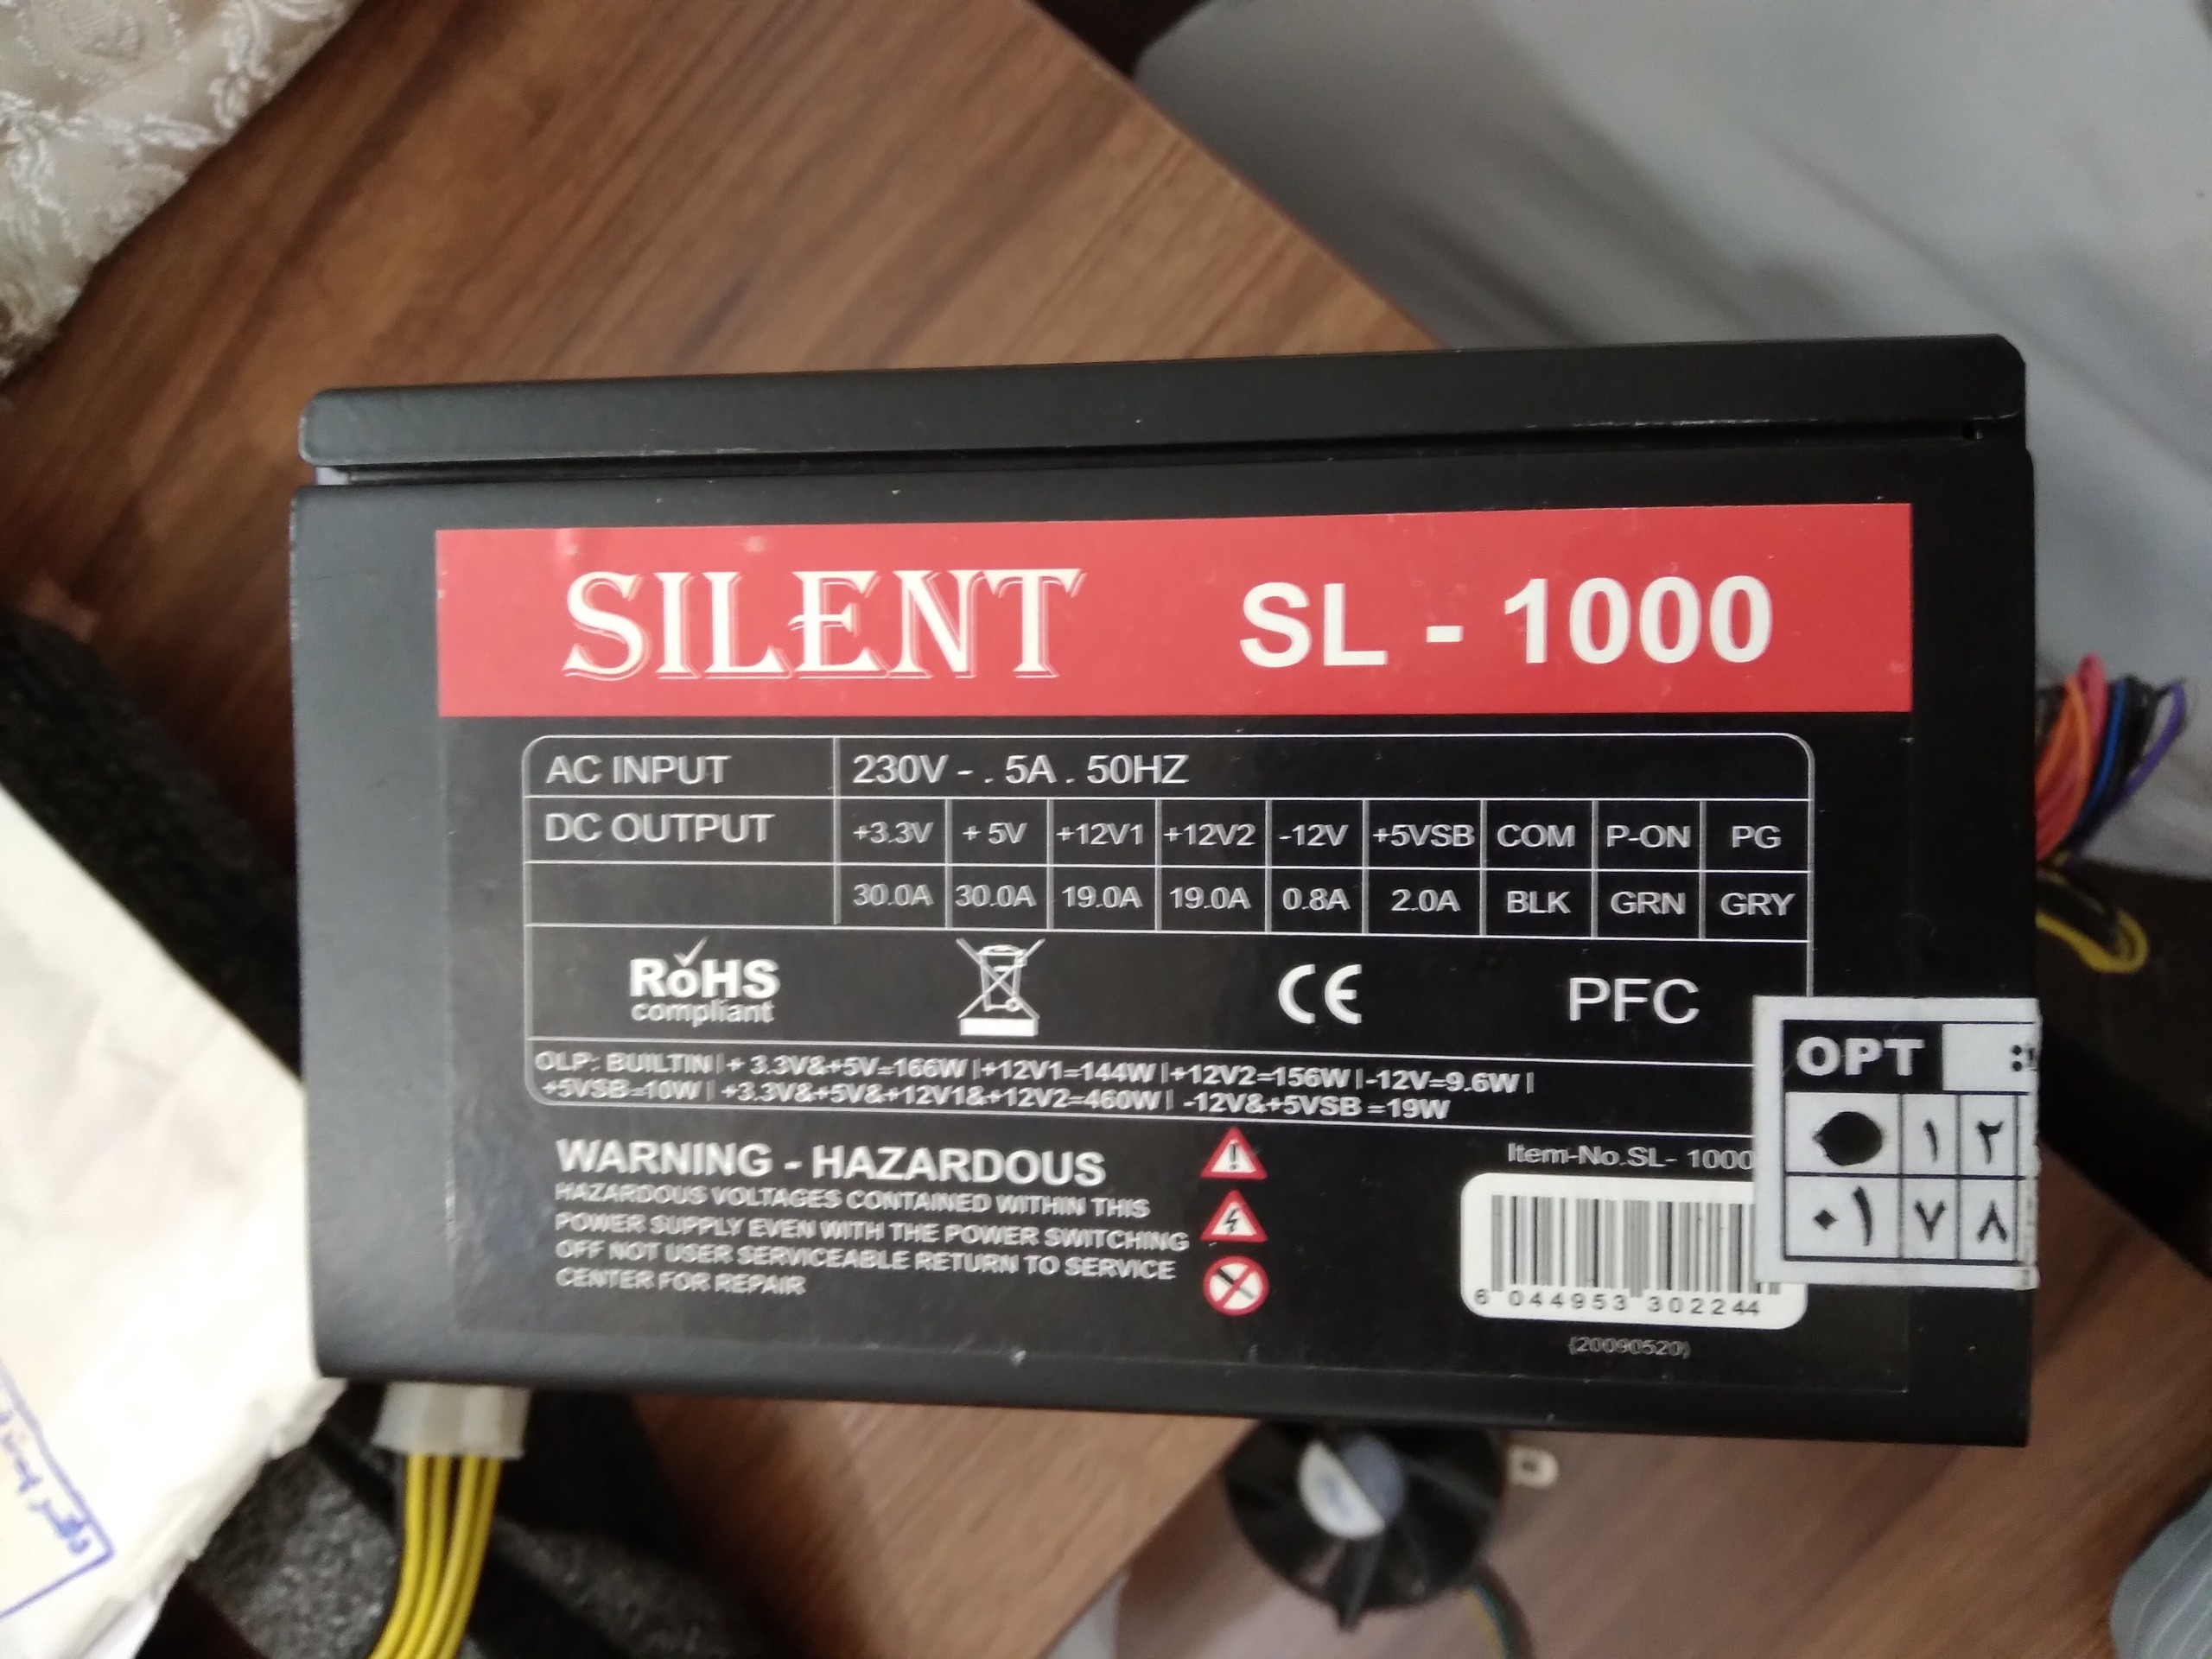 SILENT SL - 1000
AC INPUT 230V - . 5A . 50HZ
DC OUTPUT +3.3V + 5V +12V1 +12V2 -12V +5VSB COM P-ON PG
30.0A 30.0A 19.0A 19.0A 0.8A 2.0A BLK GRN GRY
RoHS
compliant
CE
PFC
OLP: BUILTIN | + 3.3V&+5V=166W |+12V1=144W |+12V2=156W |-12V=9.6W |
+5VSB=10W | +3.3V&+5V&+12V1&+12V2=460W | -12V&+5VSB =19W
WARNING - HAZARDOUS
HAZARDOUS VOLTAGES CONTAINED WITHIN THIS
POWER SUPPLY EVEN WITH THE POWER SWITCHING
OFF NOT USER SERVICEABLE RETURN TO SERVICE
CENTER FOR REPAIR
Item-No.SL- 1000
6 044953 302244
(20090520)
OPT
١ ٢
٠١ ٧ ٨